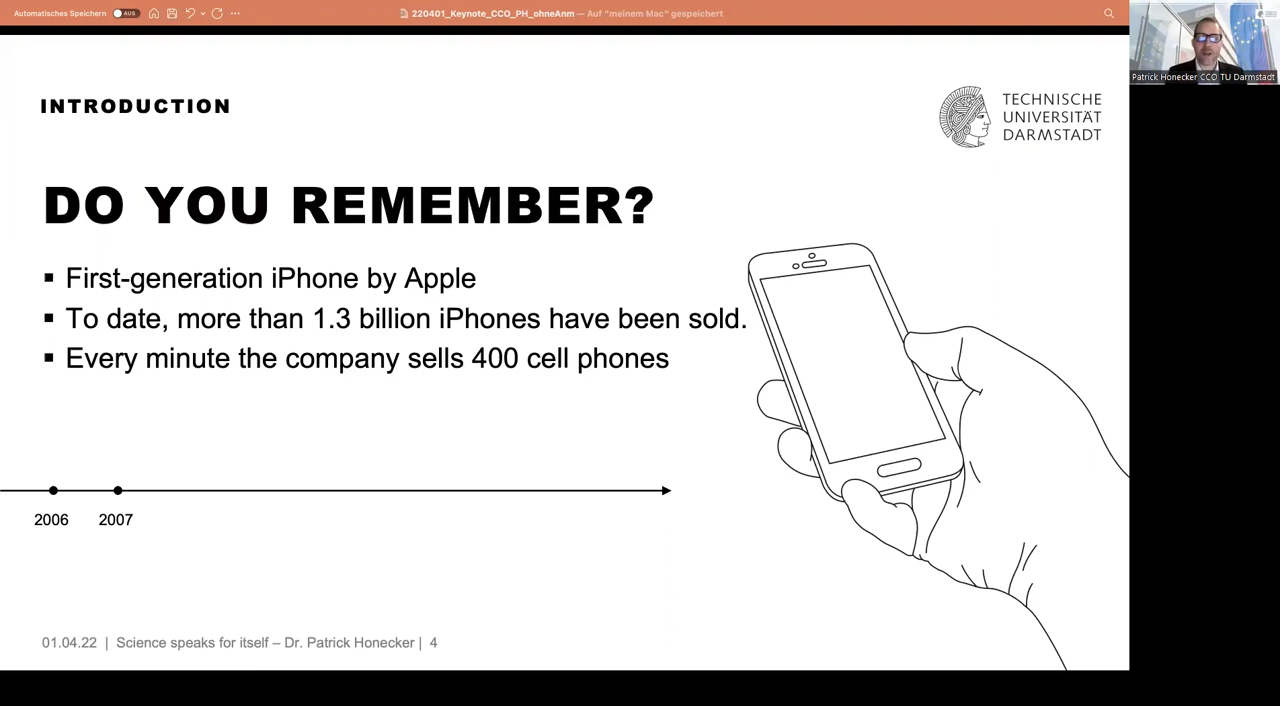 Automatisches Speichern AUS
220401_Keynote_CCO_PH_ohneAnm — Auf "meinem Mac" gespeichert
Patrick Honecker CCO TU Darmstadt
INTRODUCTION
TECHNISCHE
UNIVERSITÄT
DARMSTADT
DO YOU REMEMBER?
▪ First-generation iPhone by Apple
▪ To date, more than 1.3 billion iPhones have been sold.
▪ Every minute the company sells 400 cell phones
2006 2007
01.04.22 | Science speaks for itself – Dr. Patrick Honecker | 4